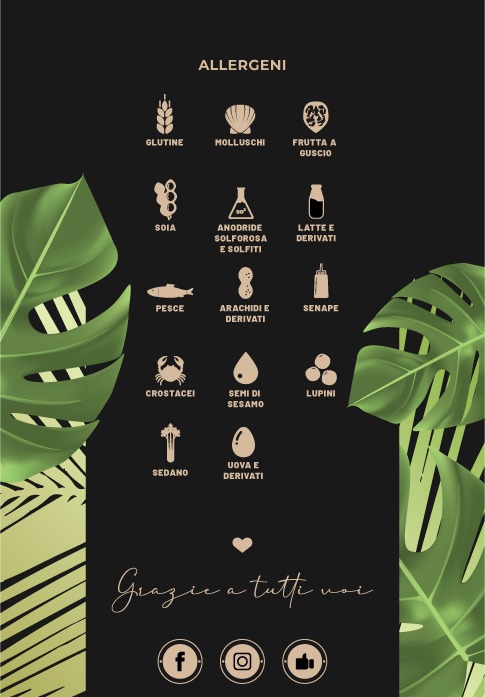 ALLERGENI
GLUTINE
MOLLUSCHI
FRUTTA A
GUSCIO
SOIA
ANODRIDE
SOLFOROSA
E SOLFITI
LATTE E
DERIVATI
PESCE
ARACHIDI E
DERIVATI
SENAPE
CROSTACEI
SEMI DI
SESAMO
LUPINI
SEDANO
UOVA E
DERIVATI
Grazie a tutti voi